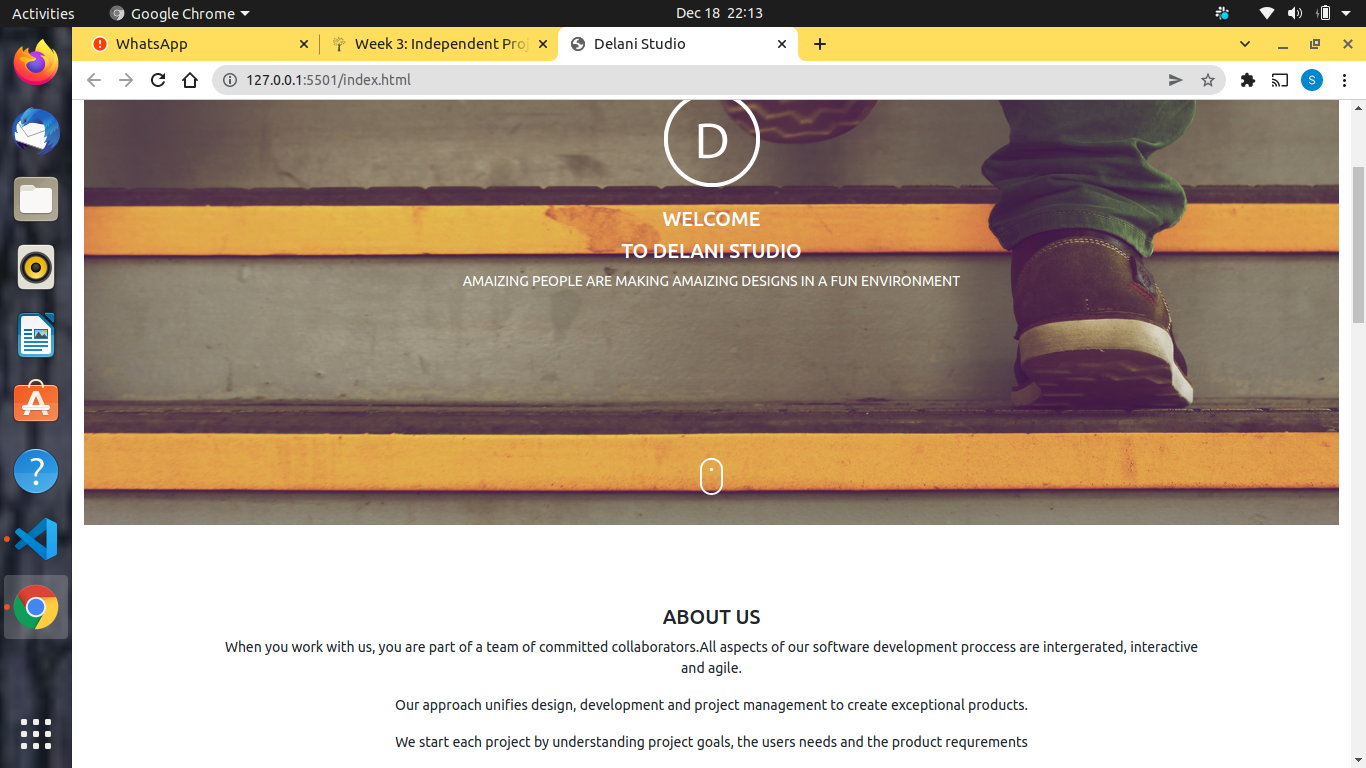 Activities
Google Chrome
Dec 18 22:13
WhatsApp
Week 3: Independent Proj
Delani Studio
127.0.0.1:5501/index.html
S
D
WELCOME
TO DELANI STUDIO
AMAIZING PEOPLE ARE MAKING AMAIZING DESIGNS IN A FUN ENVIRONMENT
ABOUT US
When you work with us, you are part of a team of committed collaborators.All aspects of our software development proccess are intergerated, interactive
and agile.
Our approach unifies design, development and project management to create exceptional products.
We start each project by understanding project goals, the users needs and the product requrements